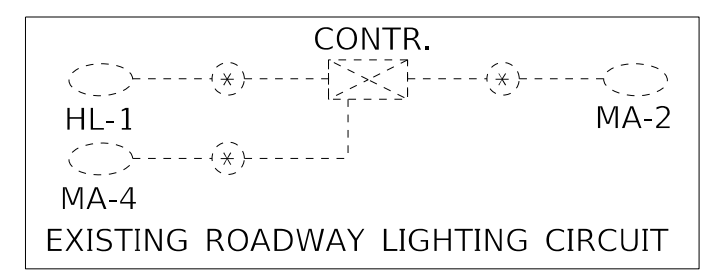 CONTR.
HL-1
MA-2
MA-4
EXISTING ROADWAY LIGHTING CIRCUIT